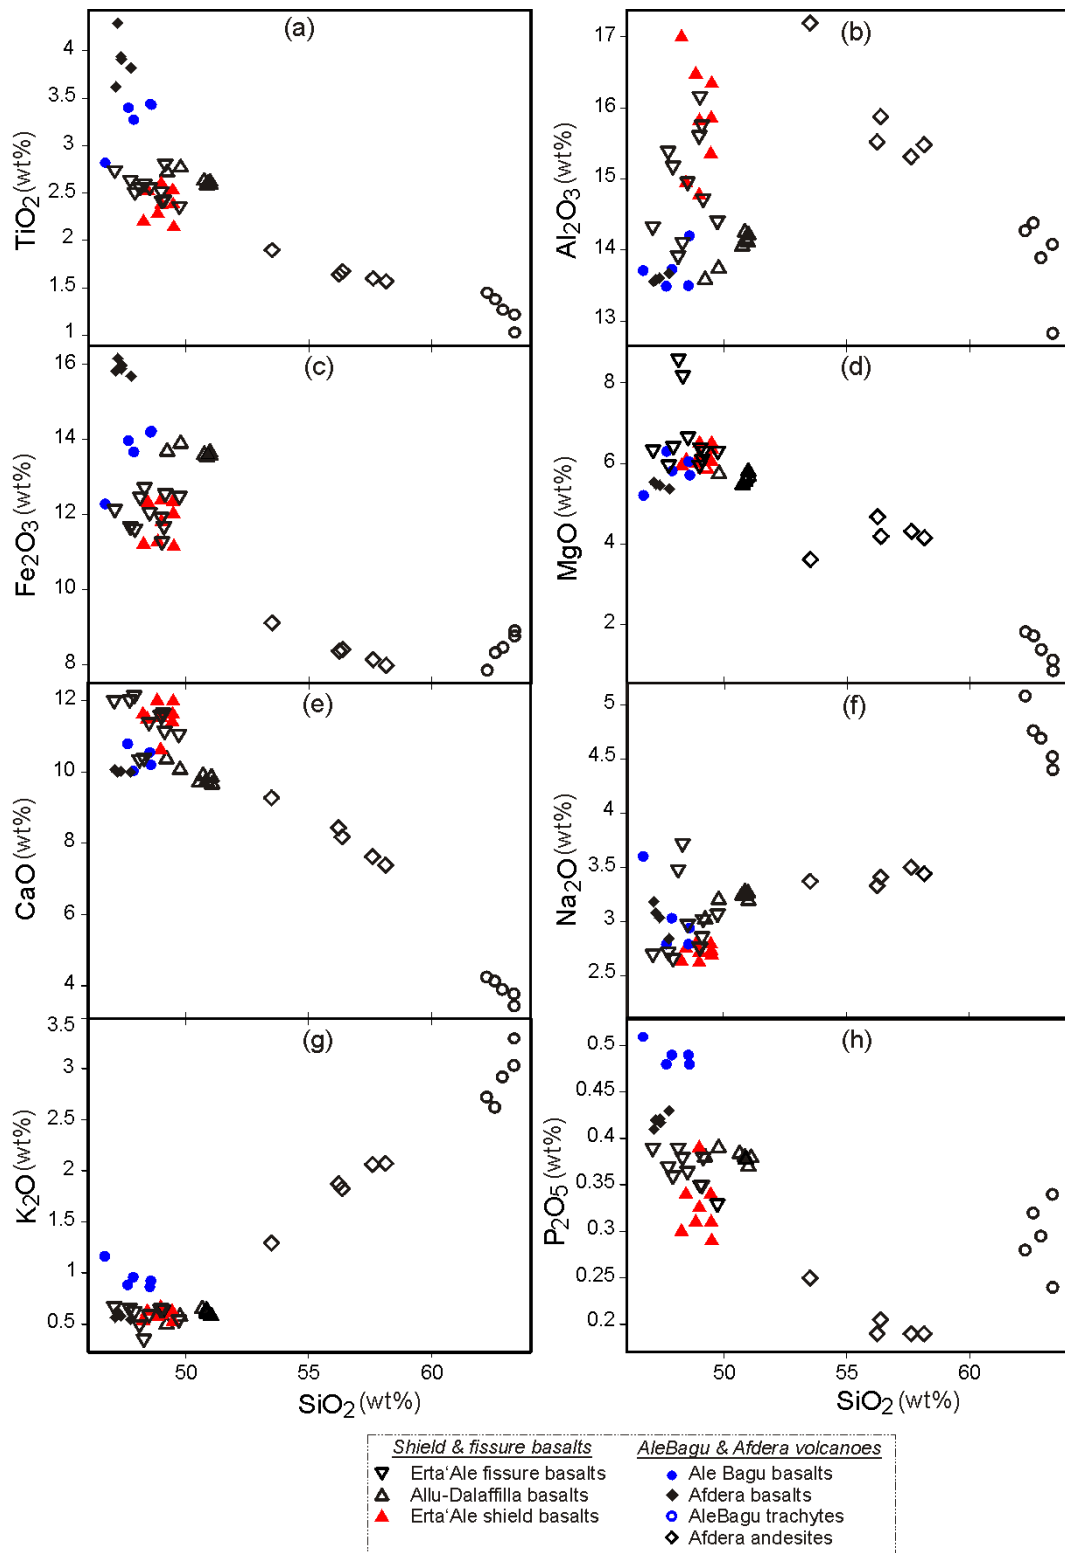 (a)
TiO2 (wt%)
4
3.5
3
2.5
2
1.5
1
(b)
Al2O3 (wt%)
17
16
15
14
13
(c)
Fe2O3 (wt%)
16
14
12
10
8
(d)
MgO (wt%)
8
6
4
2
(e)
CaO (wt%)
12
10
8
6
4
(f)
Na2O (wt%)
5
4.5
4
3.5
3
2.5
(g)
K2O (wt%)
3.5
3
2.5
2
1.5
1
0.5
50 55 60
SiO2 (wt%)
(h)
P2O5 (wt%)
0.5
0.45
0.4
0.35
0.3
0.25
0.2
50 55 60
SiO2 (wt%)
Shield & fissure basalts
Erta‘Ale fissure basalts
Allu-Dalaffilla basalts
Erta‘Ale shield basalts
AleBagu & Afdera volcanoes
Ale Bagu basalts
Afdera basalts
AleBagu trachytes
Afdera andesites